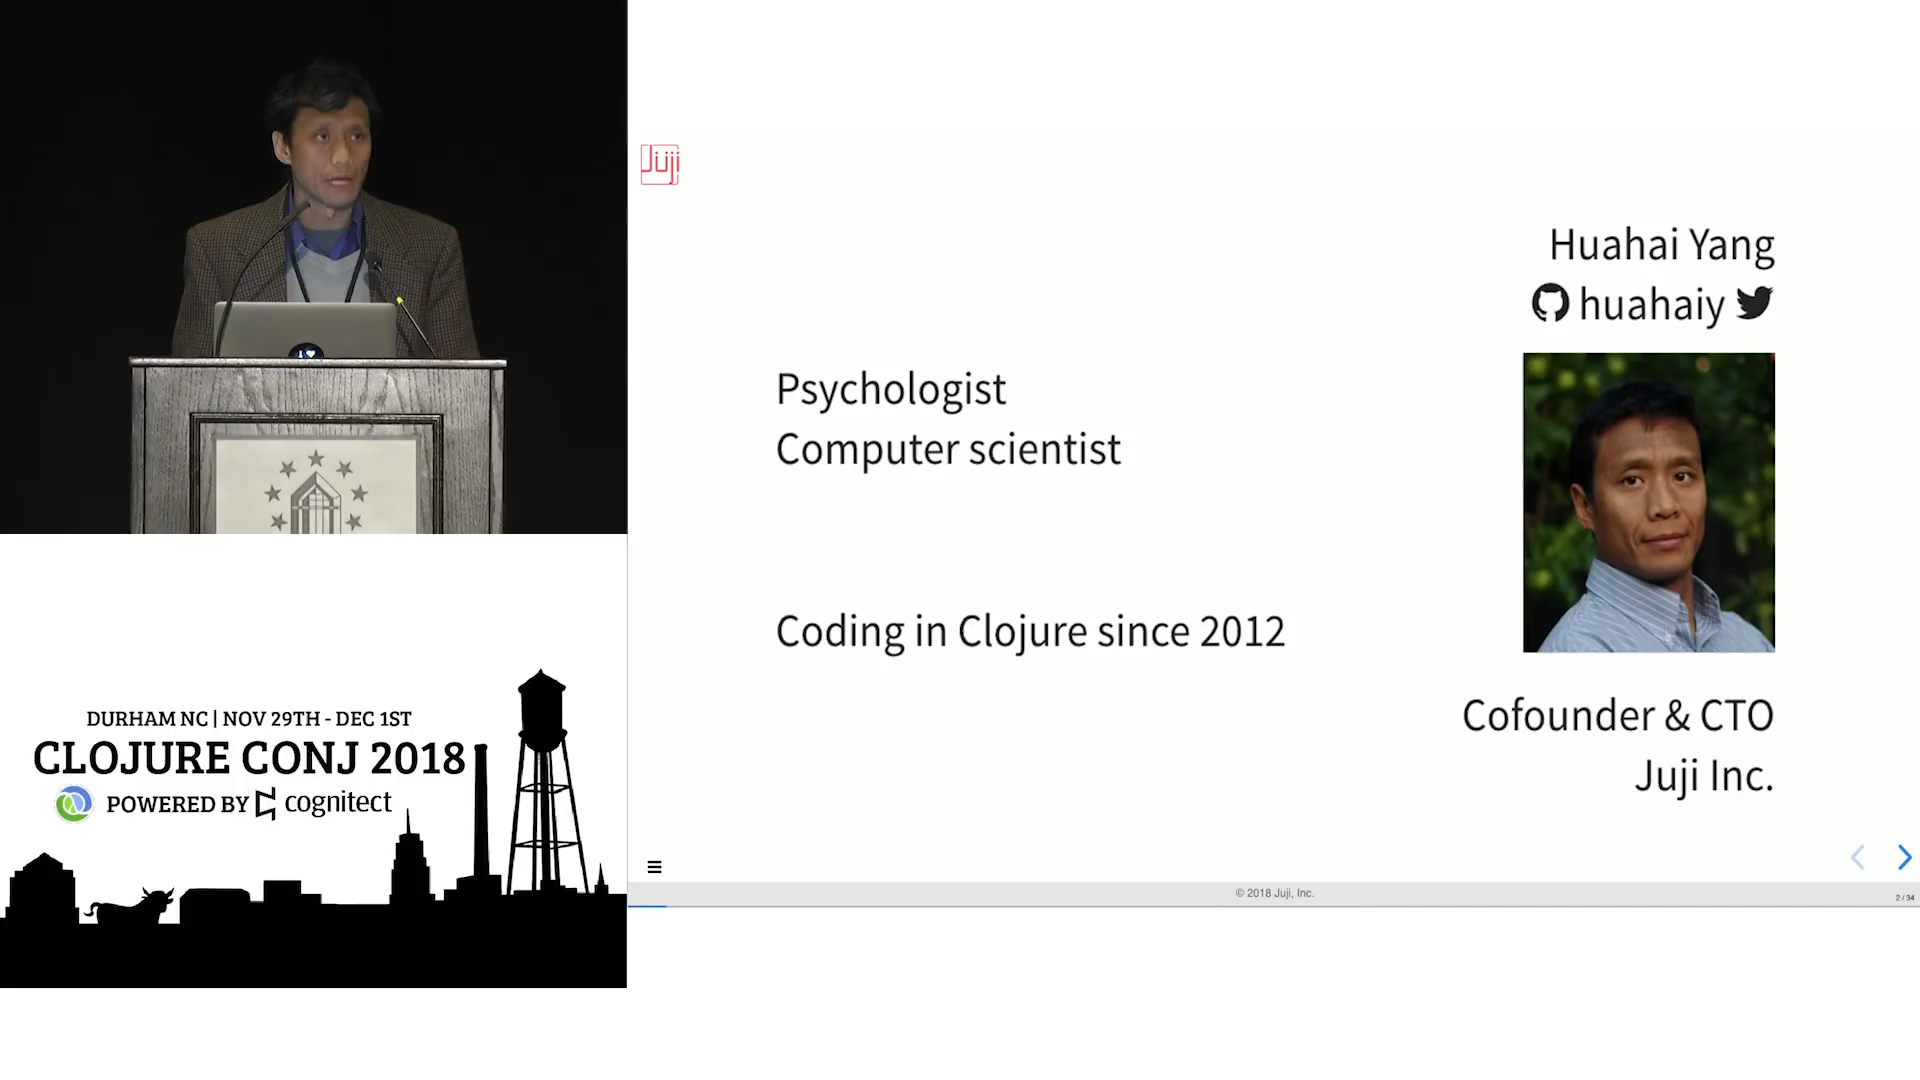 Juji
Huahai Yang
huahaiy
Psychologist
Computer scientist
Coding in Clojure since 2012
Cofounder & CTO
Juji Inc.
© 2018 Juji, Inc.
2 / 34
DURHAM NC | NOV 29TH - DEC 1ST
CLOJURE CONJ 2018
POWERED BY cognitect